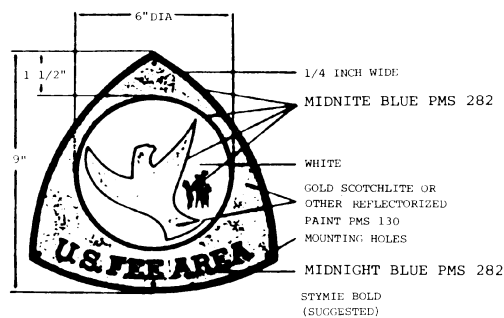 6"DIA
1 1/2"
1/4 INCH WIDE
MIDNITE BLUE PMS 282
9"
WHITE
GOLD SCOTCHLITE OR
OTHER REFLECTORIZED
PAINT PMS 130
MOUNTING HOLES
U.S. FEE AREA
MIDNIGHT BLUE PMS 282
STYMIE BOLD
(SUGGESTED)